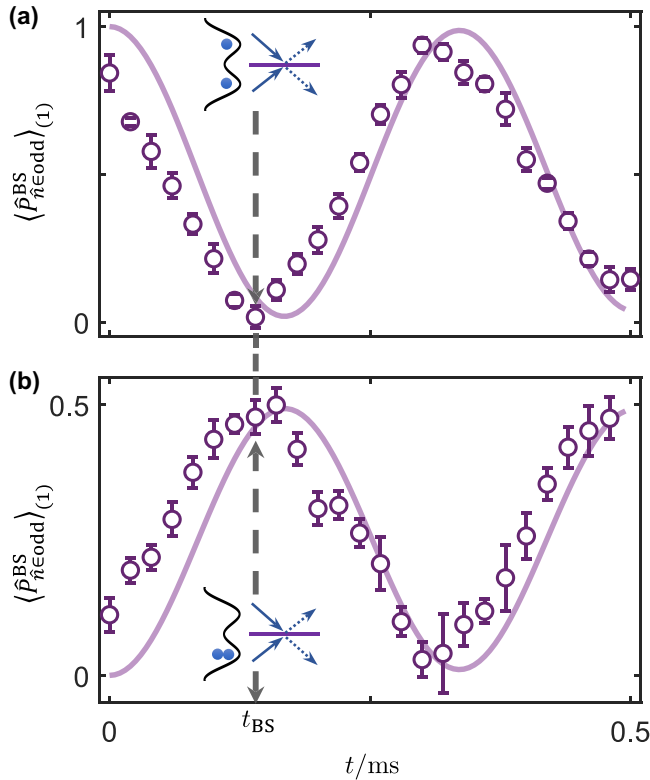 (a)
1
0
⟨p̂ᴮˢ_{n̂∈odd}⟩₍₁₎
(b)
0.5
0
⟨p̂ᴮˢ_{n̂∈odd}⟩₍₁₎
t_BS
0
0.5
t/ms